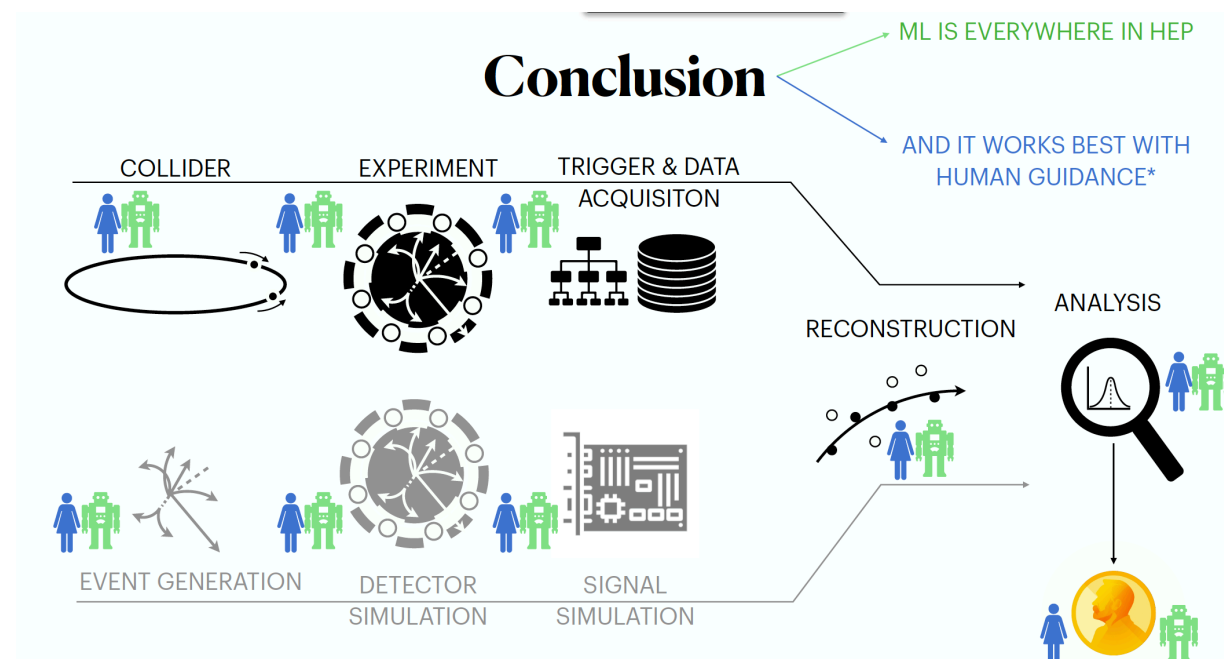 ML IS EVERYWHERE IN HEP
Conclusion
AND IT WORKS BEST WITH
HUMAN GUIDANCE*
COLLIDER
EXPERIMENT
TRIGGER & DATA
ACQUISITON
ANALYSIS
RECONSTRUCTION
EVENT GENERATION
DETECTOR
SIMULATION
SIGNAL
SIMULATION